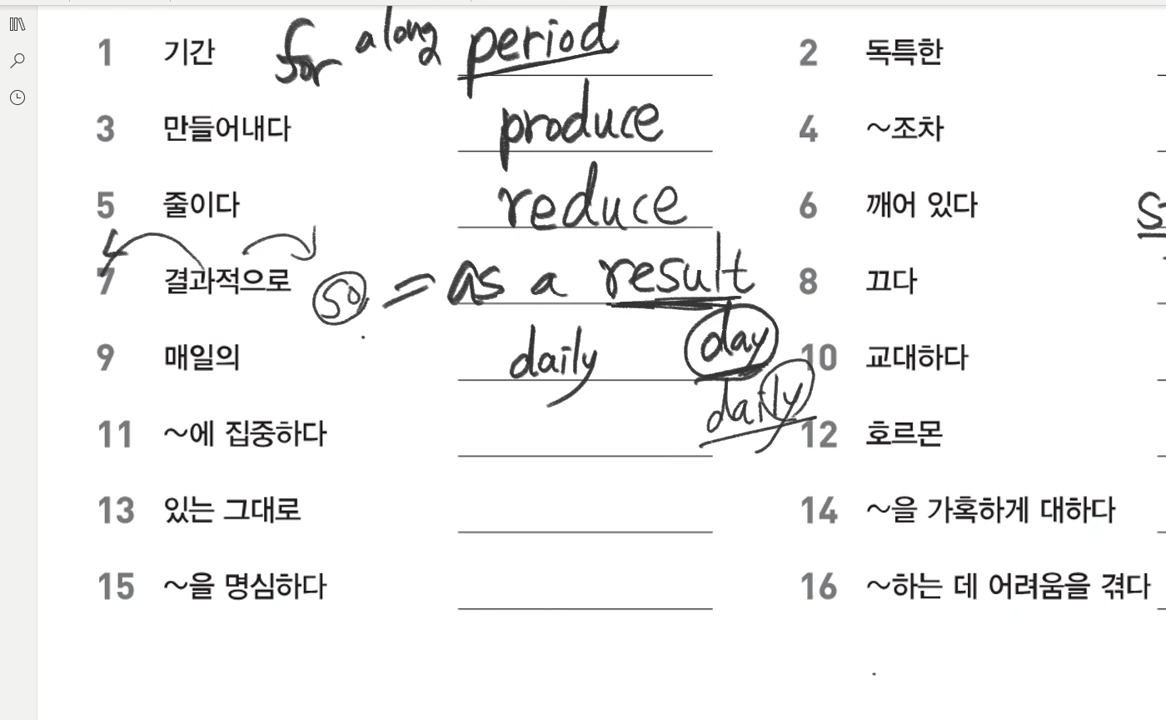 1 기간 for a long period 2 독특한
3 만들어내다 produce 4 ~조차
5 줄이다 reduce 6 깨어 있다
7 결과적으로 so = as a result 8 끄다
9 매일의 daily day 10 교대하다
daily
11 ~에 집중하다 12 호르몬
13 있는 그대로 14 ~을 가혹하게 대하다
15 ~을 명심하다 16 ~하는 데 어려움을 겪다